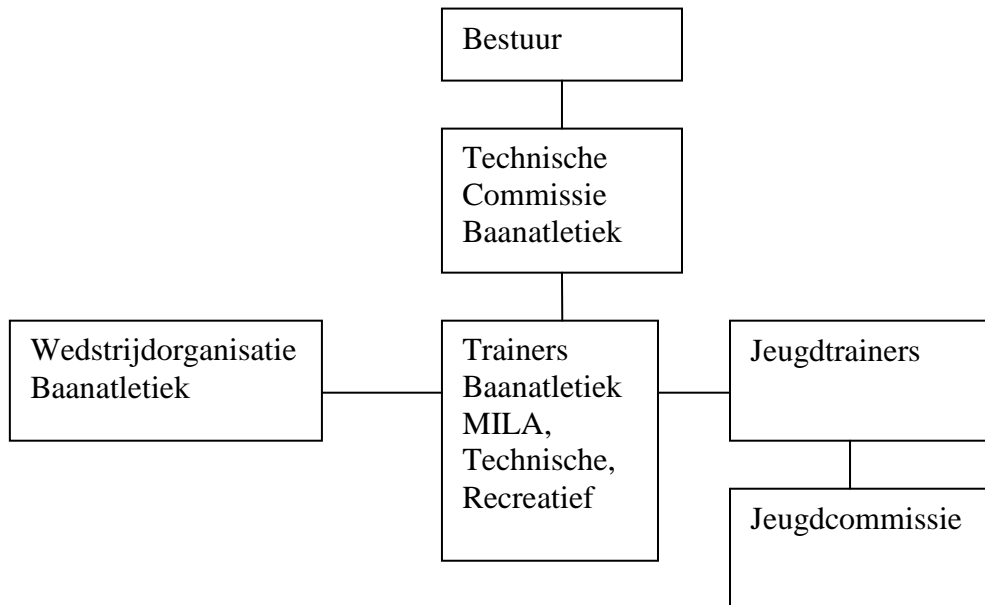 Bestuur
Technische
Commissie
Baanatletiek
Wedstrijdorganisatie
Baanatletiek
Trainers
Baanatletiek
MILA,
Technische,
Recreatief
Jeugdtrainers
Jeugdcommissie